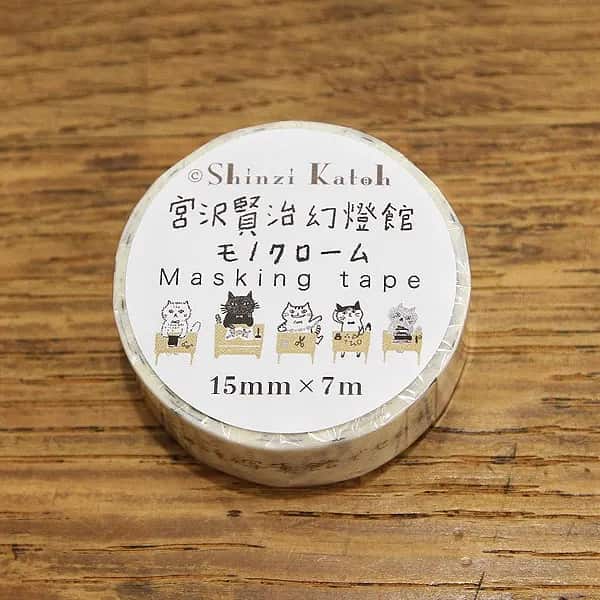 ©Shinzi Katoh
宮沢賢治幻燈館
モノクローム
Masking tape
15mm×7m